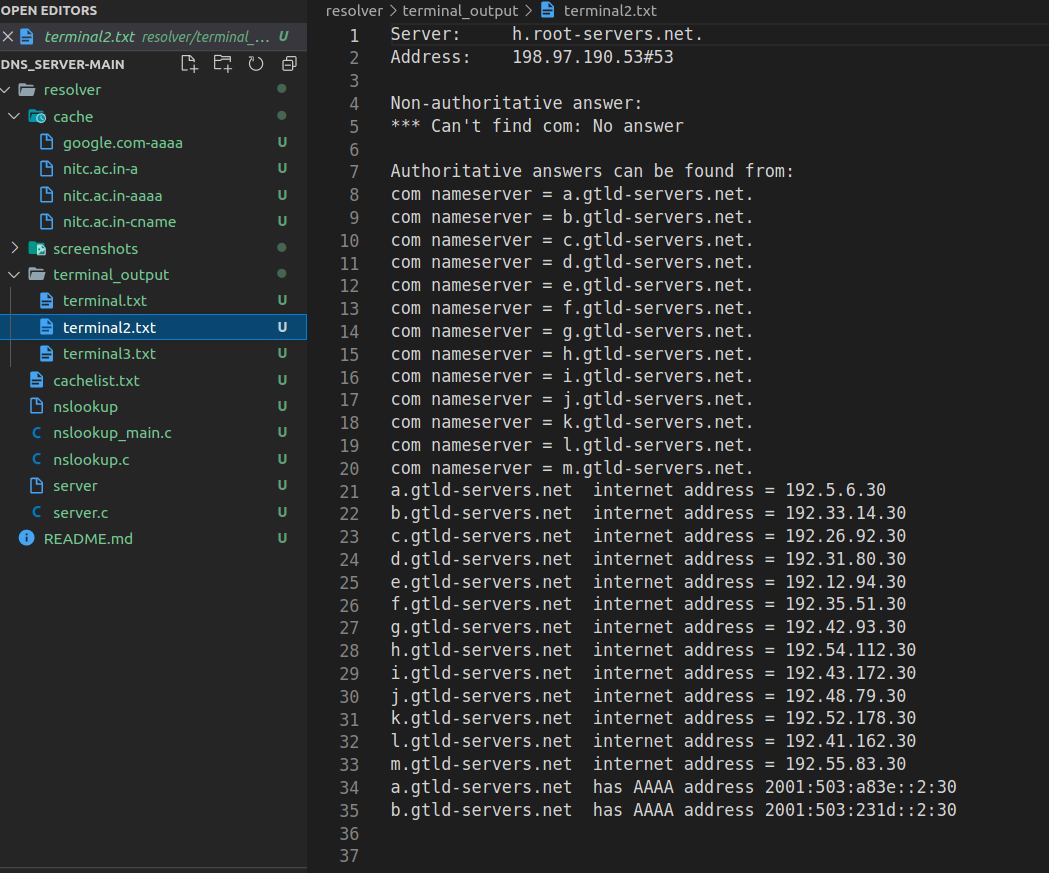 OPEN EDITORS
terminal2.txt resolver/terminal_... U
DNS_SERVER-MAIN
resolver
cache
google.com-aaaa U
nitc.ac.in-a U
nitc.ac.in-aaaa U
nitc.ac.in-cname U
screenshots
terminal_output
terminal.txt U
terminal2.txt U
terminal3.txt U
cachelist.txt U
nslookup U
C nslookup_main.c U
C nslookup.c U
server U
C server.c U
README.md U
resolver > terminal_output > terminal2.txt
1 Server: h.root-servers.net.
2 Address: 198.97.190.53#53
3
4 Non-authoritative answer:
5 *** Can't find com: No answer
6
7 Authoritative answers can be found from:
8 com nameserver = a.gtld-servers.net.
9 com nameserver = b.gtld-servers.net.
10 com nameserver = c.gtld-servers.net.
11 com nameserver = d.gtld-servers.net.
12 com nameserver = e.gtld-servers.net.
13 com nameserver = f.gtld-servers.net.
14 com nameserver = g.gtld-servers.net.
15 com nameserver = h.gtld-servers.net.
16 com nameserver = i.gtld-servers.net.
17 com nameserver = j.gtld-servers.net.
18 com nameserver = k.gtld-servers.net.
19 com nameserver = l.gtld-servers.net.
20 com nameserver = m.gtld-servers.net.
21 a.gtld-servers.net internet address = 192.5.6.30
22 b.gtld-servers.net internet address = 192.33.14.30
23 c.gtld-servers.net internet address = 192.26.92.30
24 d.gtld-servers.net internet address = 192.31.80.30
25 e.gtld-servers.net internet address = 192.12.94.30
26 f.gtld-servers.net internet address = 192.35.51.30
27 g.gtld-servers.net internet address = 192.42.93.30
28 h.gtld-servers.net internet address = 192.54.112.30
29 i.gtld-servers.net internet address = 192.43.172.30
30 j.gtld-servers.net internet address = 192.48.79.30
31 k.gtld-servers.net internet address = 192.52.178.30
32 l.gtld-servers.net internet address = 192.41.162.30
33 m.gtld-servers.net internet address = 192.55.83.30
34 a.gtld-servers.net has AAAA address 2001:503:a83e::2:30
35 b.gtld-servers.net has AAAA address 2001:503:231d::2:30
36
37